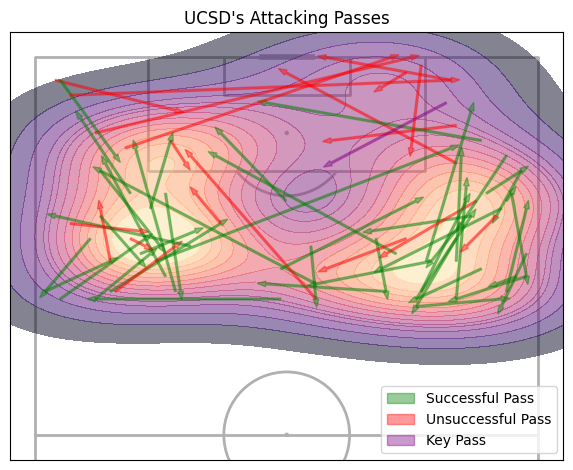 UCSD's Attacking Passes
Successful Pass
Unsuccessful Pass
Key Pass